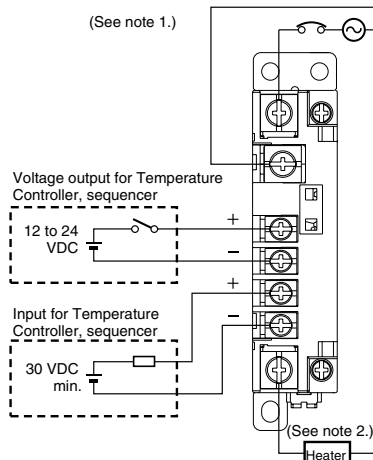 (See note 1.)
Voltage output for Temperature
Controller, sequencer
12 to 24
VDC
+
−
Input for Temperature
Controller, sequencer
+
−
30 VDC
min.
(See note 2.)
Heater